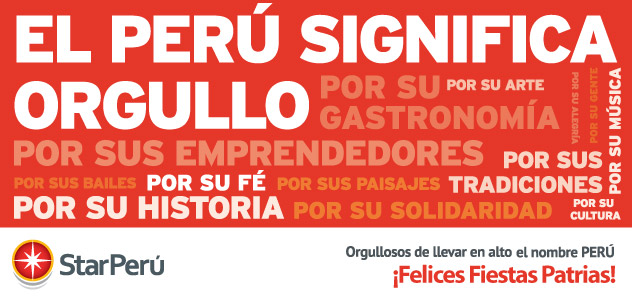 EL PERÚ SIGNIFICA
ORGULLO
POR SU
GASTRONOMÍA
POR SU ARTE
POR SU ALEGRÍA
POR SU GENTE
POR SU MÚSICA
POR SUS EMPRENDEDORES
POR SUS
TRADICIONES
POR SUS BAILES
POR SU FÉ
POR SUS PAISAJES
POR SU HISTORIA
POR SU SOLIDARIDAD
POR SU
CULTURA
StarPerú
Orgullosos de llevar en alto el nombre PERÚ
¡Felices Fiestas Patrias!